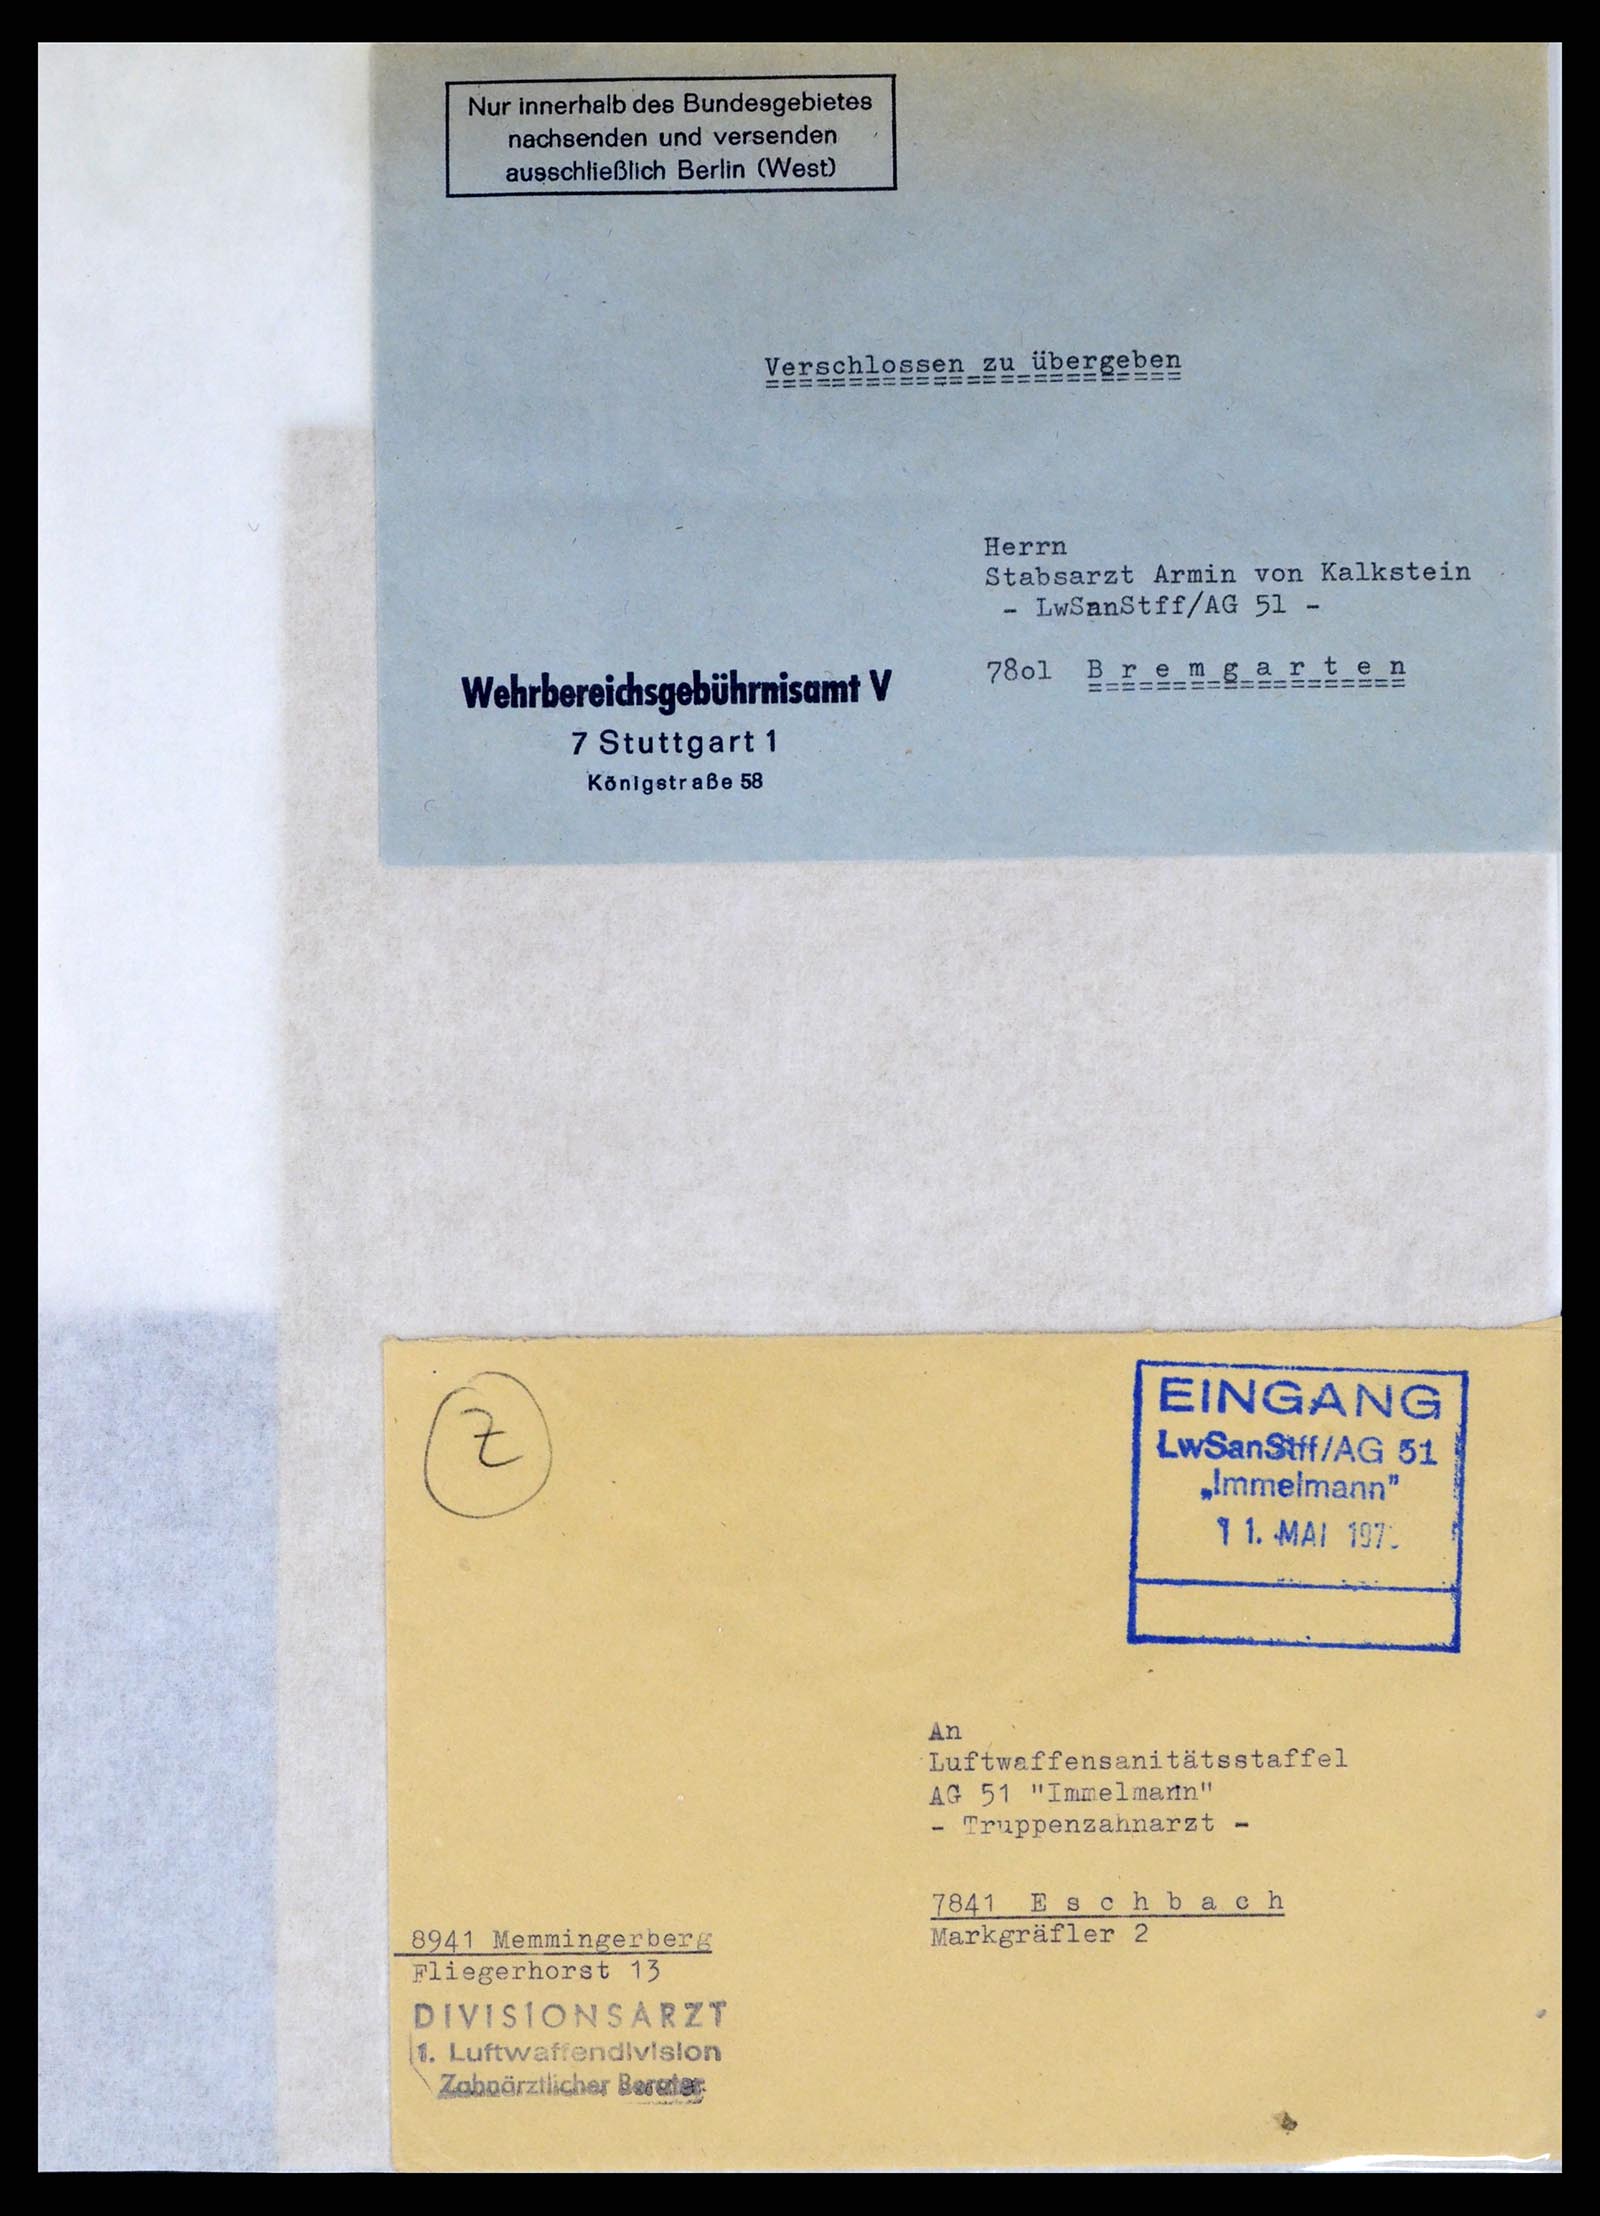 Nur innerhalb des Bundesgebietes
nachsenden und versenden
ausschließlich Berlin (West)
Verschlossen zu übergeben
Herrn
Stabsarzt Armin von Kalkstein
- LwSanStff/AG 51 -
78o1 B r e m g a r t e n
Wehrbereichsgebührnisamt V
7 Stuttgart 1
Königstraße 58
Z
EINGANG
LwSanStff/AG 51
„Immelmann"
11. MAI
An
Luftwaffensanitätsstaffel
AG 51 "Immelmann"
- Truppenzahnarzt -
7841 E s c h b a c h
Markgräfler 2
8941 Memmingerberg
Fliegerhorst 13
DIVISIONSARZT
1. Luftwaffendivision
Zahnärztlicher Berater